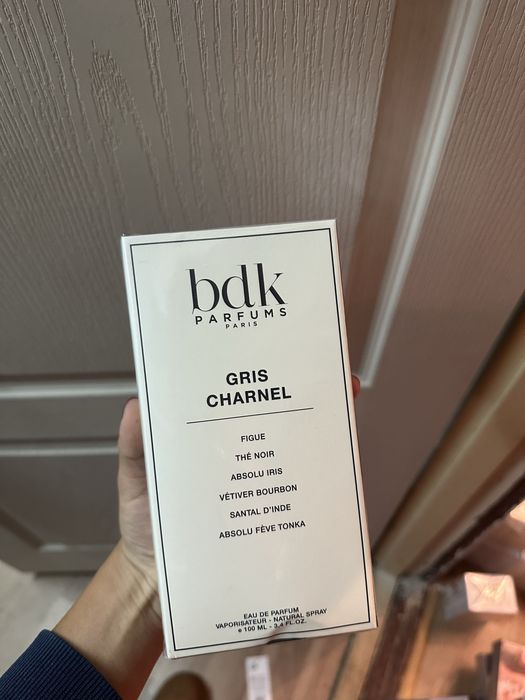 bdk
PARFUMS
PARIS
GRIS
CHARNEL
FIGUE
THÉ NOIR
ABSOLU IRIS
VÉTIVER BOURBON
SANTAL D'INDE
ABSOLU FÈVE TONKA
EAU DE PARFUM
VAPORISATEUR - NATURAL SPRAY
e 100 ML - 3.4 FL.OZ.